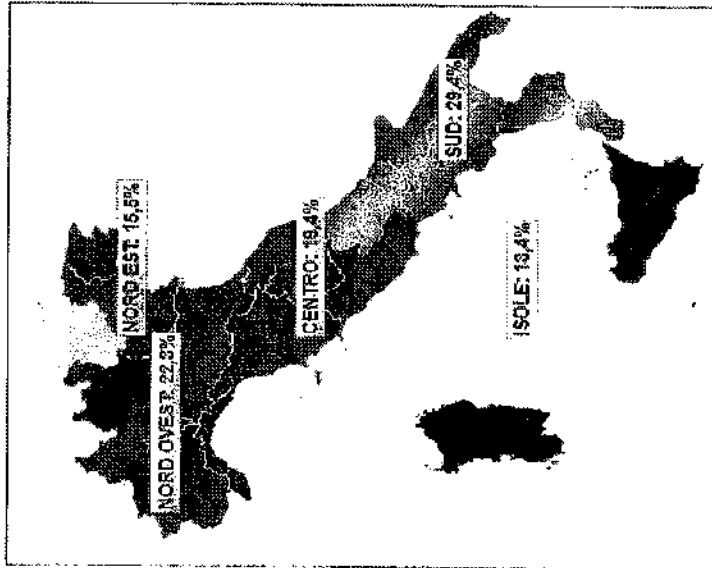 NORD EST: 15,5%
NORD OVEST: 22,3%
CENTRO: 19,4%
SUD: 29,4%
ISOLE: 13,4%